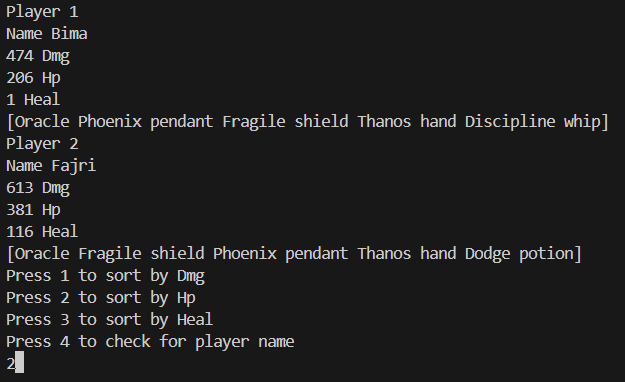 Player 1
Name Bima
474 Dmg
206 Hp
1 Heal
[Oracle Phoenix pendant Fragile shield Thanos hand Discipline whip]
Player 2
Name Fajri
613 Dmg
381 Hp
116 Heal
[Oracle Fragile shield Phoenix pendant Thanos hand Dodge potion]
Press 1 to sort by Dmg
Press 2 to sort by Hp
Press 3 to sort by Heal
Press 4 to check for player name
2